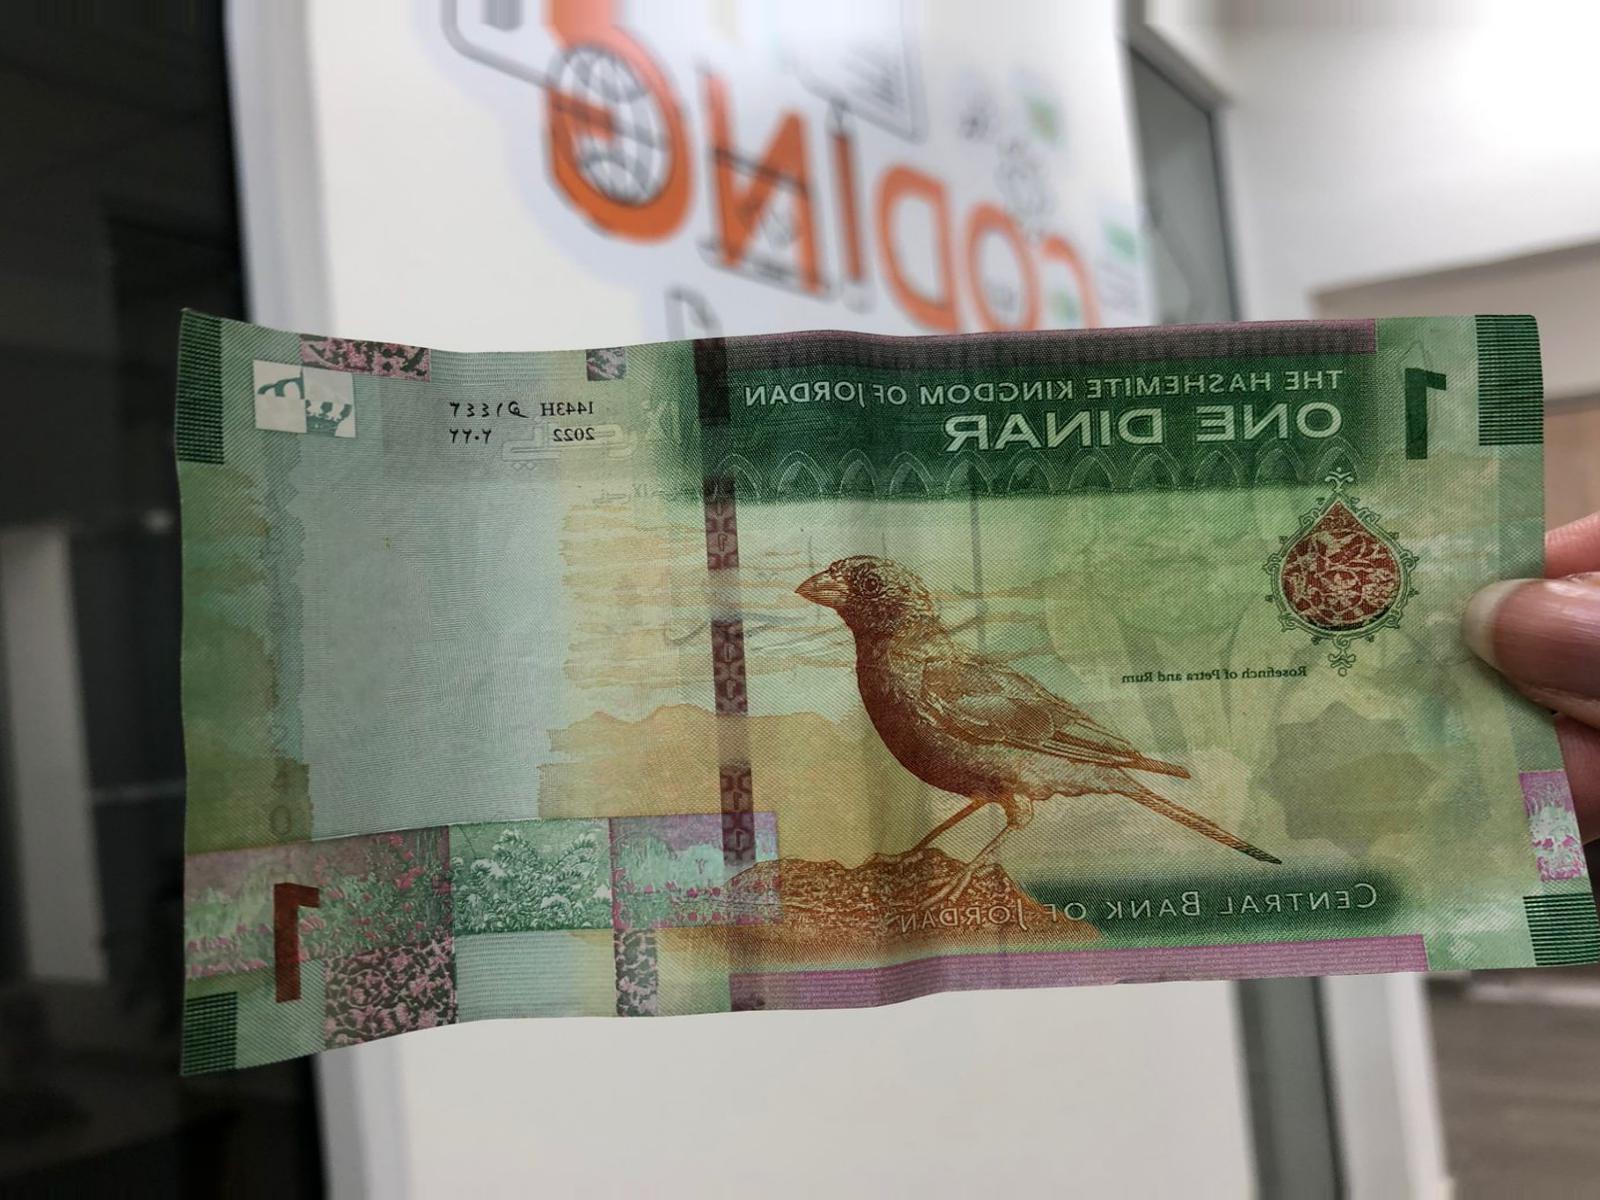 CODING
THE HASHEMITE KINGDOM OF JORDAN
ONE DINAR
1
1443H ١٤٤٣هـ
2022 ٢٠٢٢
Rosefinch of Petra and Rum
CENTRAL BANK OF JORDAN
1